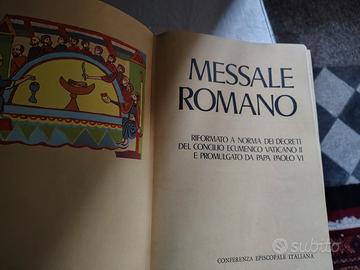 MESSALE
ROMANO
RIFORMATO A NORMA DEI DECRETI
DEL CONCILIO ECUMENICO VATICANO II
E PROMULGATO DA PAPA PAOLO VI
CONFERENZA EPISCOPALE ITALIANA
subito.it